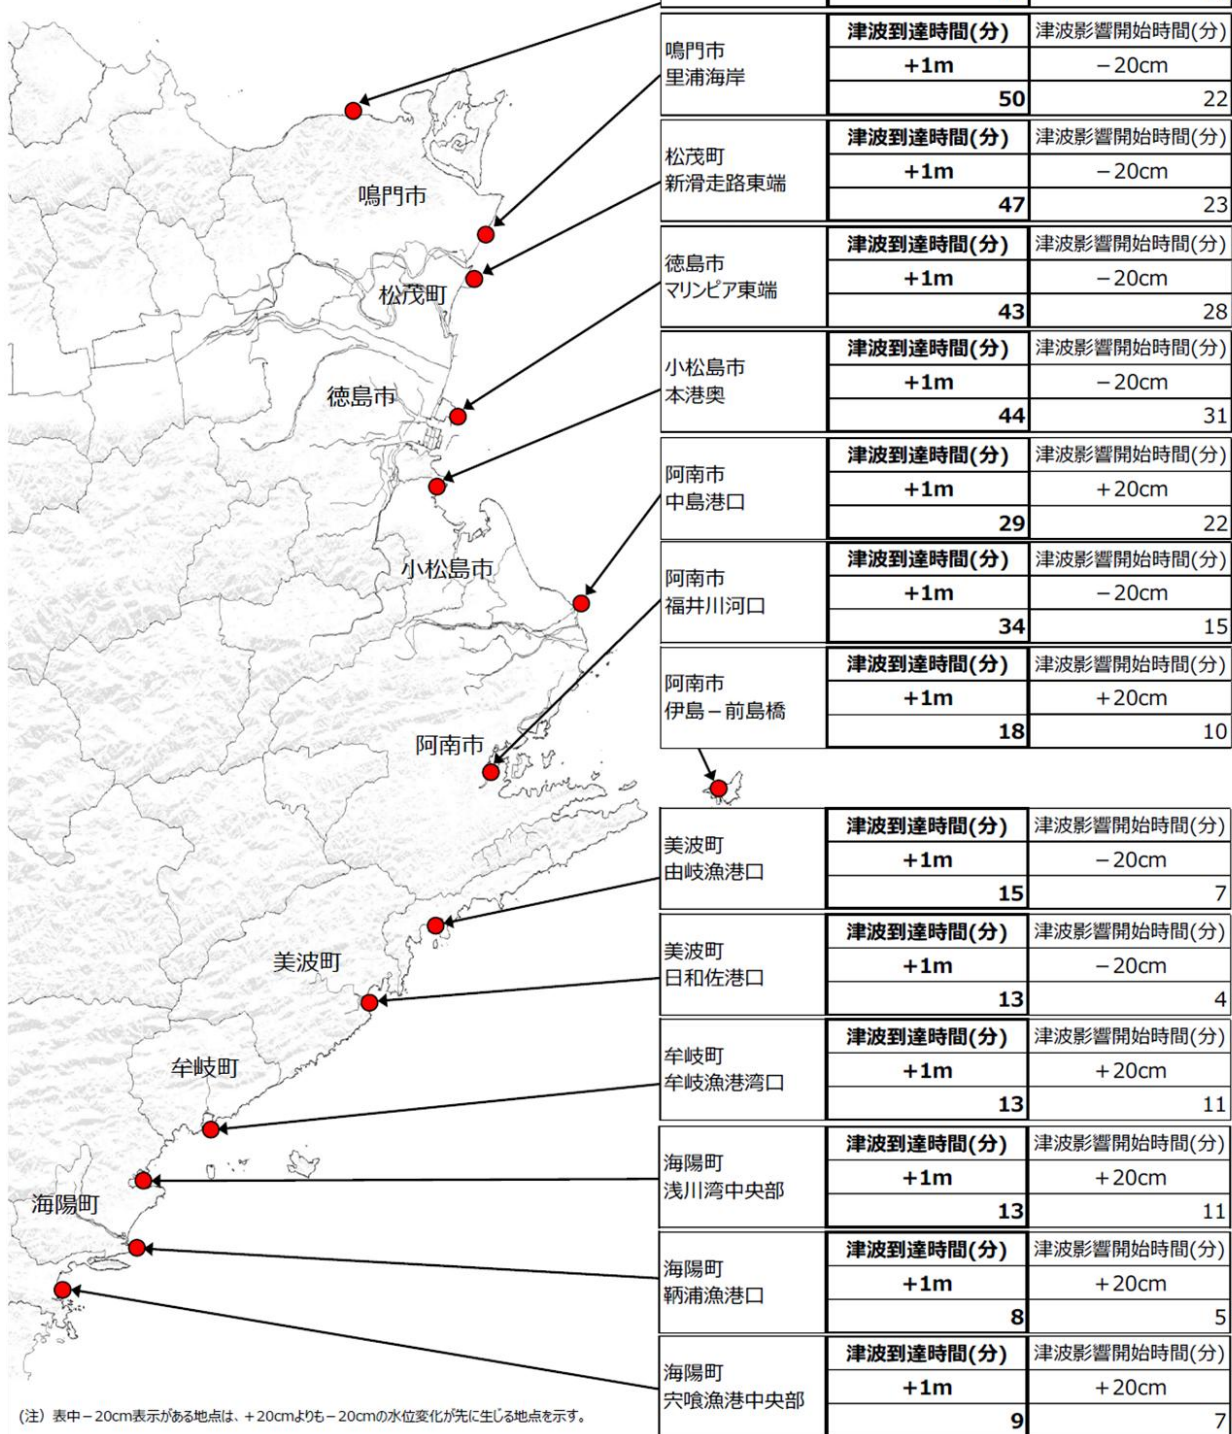 鳴門市
里浦海岸
津波到達時間(分) 津波影響開始時間(分)
+1m －20cm
50 22
松茂町
新滑走路東端
津波到達時間(分) 津波影響開始時間(分)
+1m －20cm
47 23
徳島市
マリンピア東端
津波到達時間(分) 津波影響開始時間(分)
+1m －20cm
43 28
小松島市
本港奥
津波到達時間(分) 津波影響開始時間(分)
+1m －20cm
44 31
阿南市
中島港口
津波到達時間(分) 津波影響開始時間(分)
+1m +20cm
29 22
阿南市
福井川河口
津波到達時間(分) 津波影響開始時間(分)
+1m －20cm
34 15
阿南市
伊島－前島橋
津波到達時間(分) 津波影響開始時間(分)
+1m +20cm
18 10
美波町
由岐漁港口
津波到達時間(分) 津波影響開始時間(分)
+1m －20cm
15 7
美波町
日和佐港口
津波到達時間(分) 津波影響開始時間(分)
+1m －20cm
13 4
牟岐町
牟岐漁港湾口
津波到達時間(分) 津波影響開始時間(分)
+1m +20cm
13 11
海陽町
浅川湾中央部
津波到達時間(分) 津波影響開始時間(分)
+1m +20cm
13 11
海陽町
鞆浦漁港口
津波到達時間(分) 津波影響開始時間(分)
+1m +20cm
8 5
海陽町
宍喰漁港中央部
津波到達時間(分) 津波影響開始時間(分)
+1m +20cm
9 7
鳴門市
松茂町
徳島市
小松島市
阿南市
美波町
牟岐町
海陽町
(注) 表中－20cm表示がある地点は、+20cmよりも－20cmの水位変化が先に生じる地点を示す。